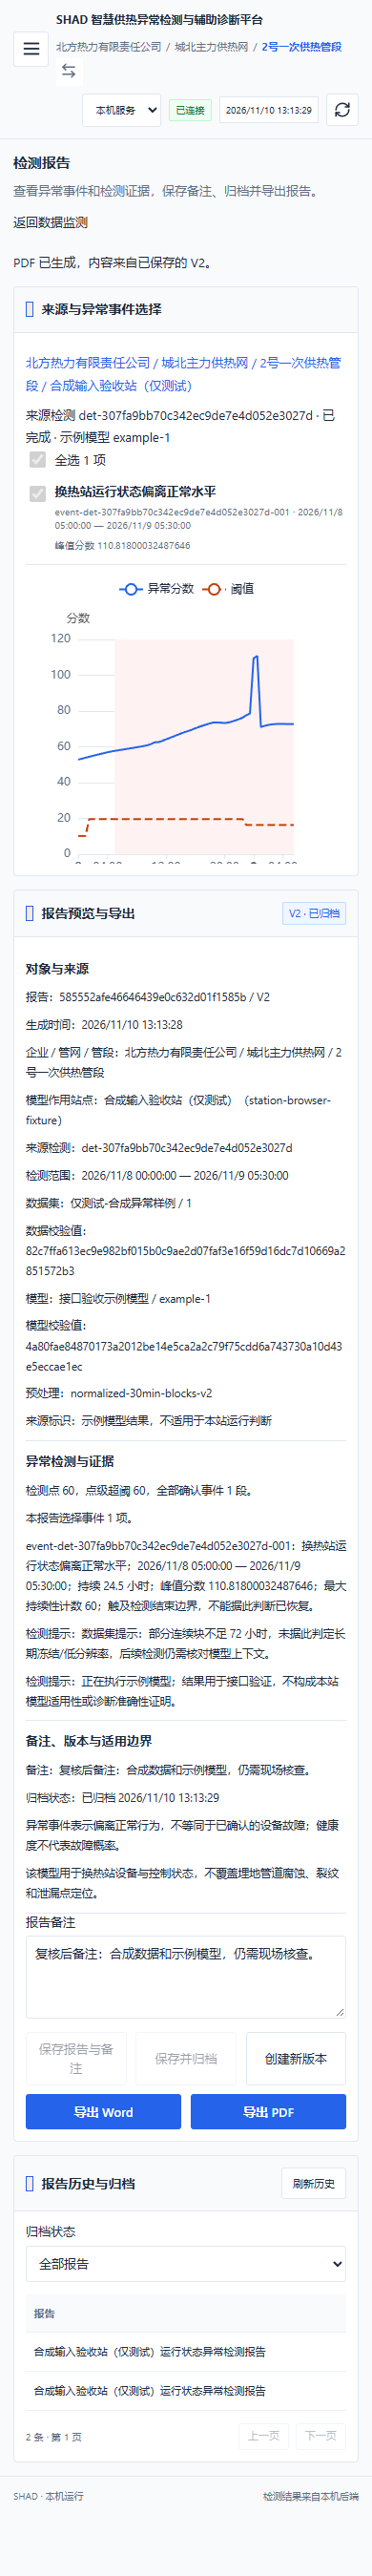 SHAD 智慧供热异常检测与辅助诊断平台
北方热力有限责任公司 / 城北主力供热网 / 2号一次供热管段
本机服务
已连接
2026/11/10 13:13:29
检测报告
查看异常事件和检测证据，保存备注、归档并导出报告。
返回数据监测
PDF 已生成，内容来自已保存的 V2。
来源与异常事件选择
北方热力有限责任公司 / 城北主力供热网 / 2号一次供热管
段 / 合成输入验收站（仅测试）
来源检测 det-307fa9bb70c342ec9de7e4d052e3027d · 已
完成 · 示例模型 example-1
全选 1 项
换热站运行状态偏离正常水平
event-det-307fa9bb70c342ec9de7e4d052e3027d-001 · 2026/11/8
05:00:00 — 2026/11/9 05:30:00
峰值分数 110.81800032487646
异常分数
· 阈值
分数
120
100
80
60
40
20
0
报告预览与导出
V2 · 已归档
对象与来源
报告：585552afe46646439e0c632d01f1585b / V2
生成时间：2026/11/10 13:13:28
企业 / 管网 / 管段：北方热力有限责任公司 / 城北主力供热网 / 2
号一次供热管段
模型作用站点：合成输入验收站（仅测试）（station-browser-
fixture）
来源检测：det-307fa9bb70c342ec9de7e4d052e3027d
检测范围：2026/11/8 00:00:00 — 2026/11/9 05:30:00
数据集：仅测试-合成异常样例 / 1
数据校验值：
82c7ffa613ec9e982bf015b0c9ae2d07faf3e16f59d16dc7d10669a2
851572b3
模型：接口验收示例模型 / example-1
模型校验值：
4a80fae84870173a2012be14e5ca2a2c79f75cdd6a743730a10d43
e5eccae1ec
预处理：normalized-30min-blocks-v2
来源标识：示例模型结果，不适用于本站运行判断
异常检测与证据
检测点 60，点级超阈 60，全部确认事件 1 段。
本报告选择事件 1 项。
event-det-307fa9bb70c342ec9de7e4d052e3027d-001：换热站运
行状态偏离正常水平；2026/11/8 05:00:00 — 2026/11/9
05:30:00；持续 24.5 小时；峰值分数 110.81800032487646；最大
持续性计数 60；触及检测结束边界，不能据此判断已恢复。
检测提示：数据集提示：部分连续块不足 72 小时，未据此判定长
期冻结/低分辨率，后续检测仍需核对模型上下文。
检测提示：正在执行示例模型；结果用于接口验证，不构成本站
模型适用性或诊断准确性证明。
备注、版本与适用边界
备注：复核后备注：合成数据和示例模型，仍需现场核查。
归档状态：已归档 2026/11/10 13:13:29
异常事件表示偏离正常行为，不等同于已确认的设备故障；健康
度不代表故障概率。
该模型用于换热站设备与控制状态，不覆盖埋地管道腐蚀、裂纹
和泄漏点定位。
报告备注
复核后备注：合成数据和示例模型，仍需现场核查。
保存报告与备
注
保存并归档
创建新版本
导出 Word
导出 PDF
报告历史与归档
刷新历史
归档状态
全部报告
报告
合成输入验收站（仅测试）运行状态异常检测报告
合成输入验收站（仅测试）运行状态异常检测报告
2 条 · 第 1 页
上一页
下一页
SHAD · 本机运行
检测结果来自本机后端